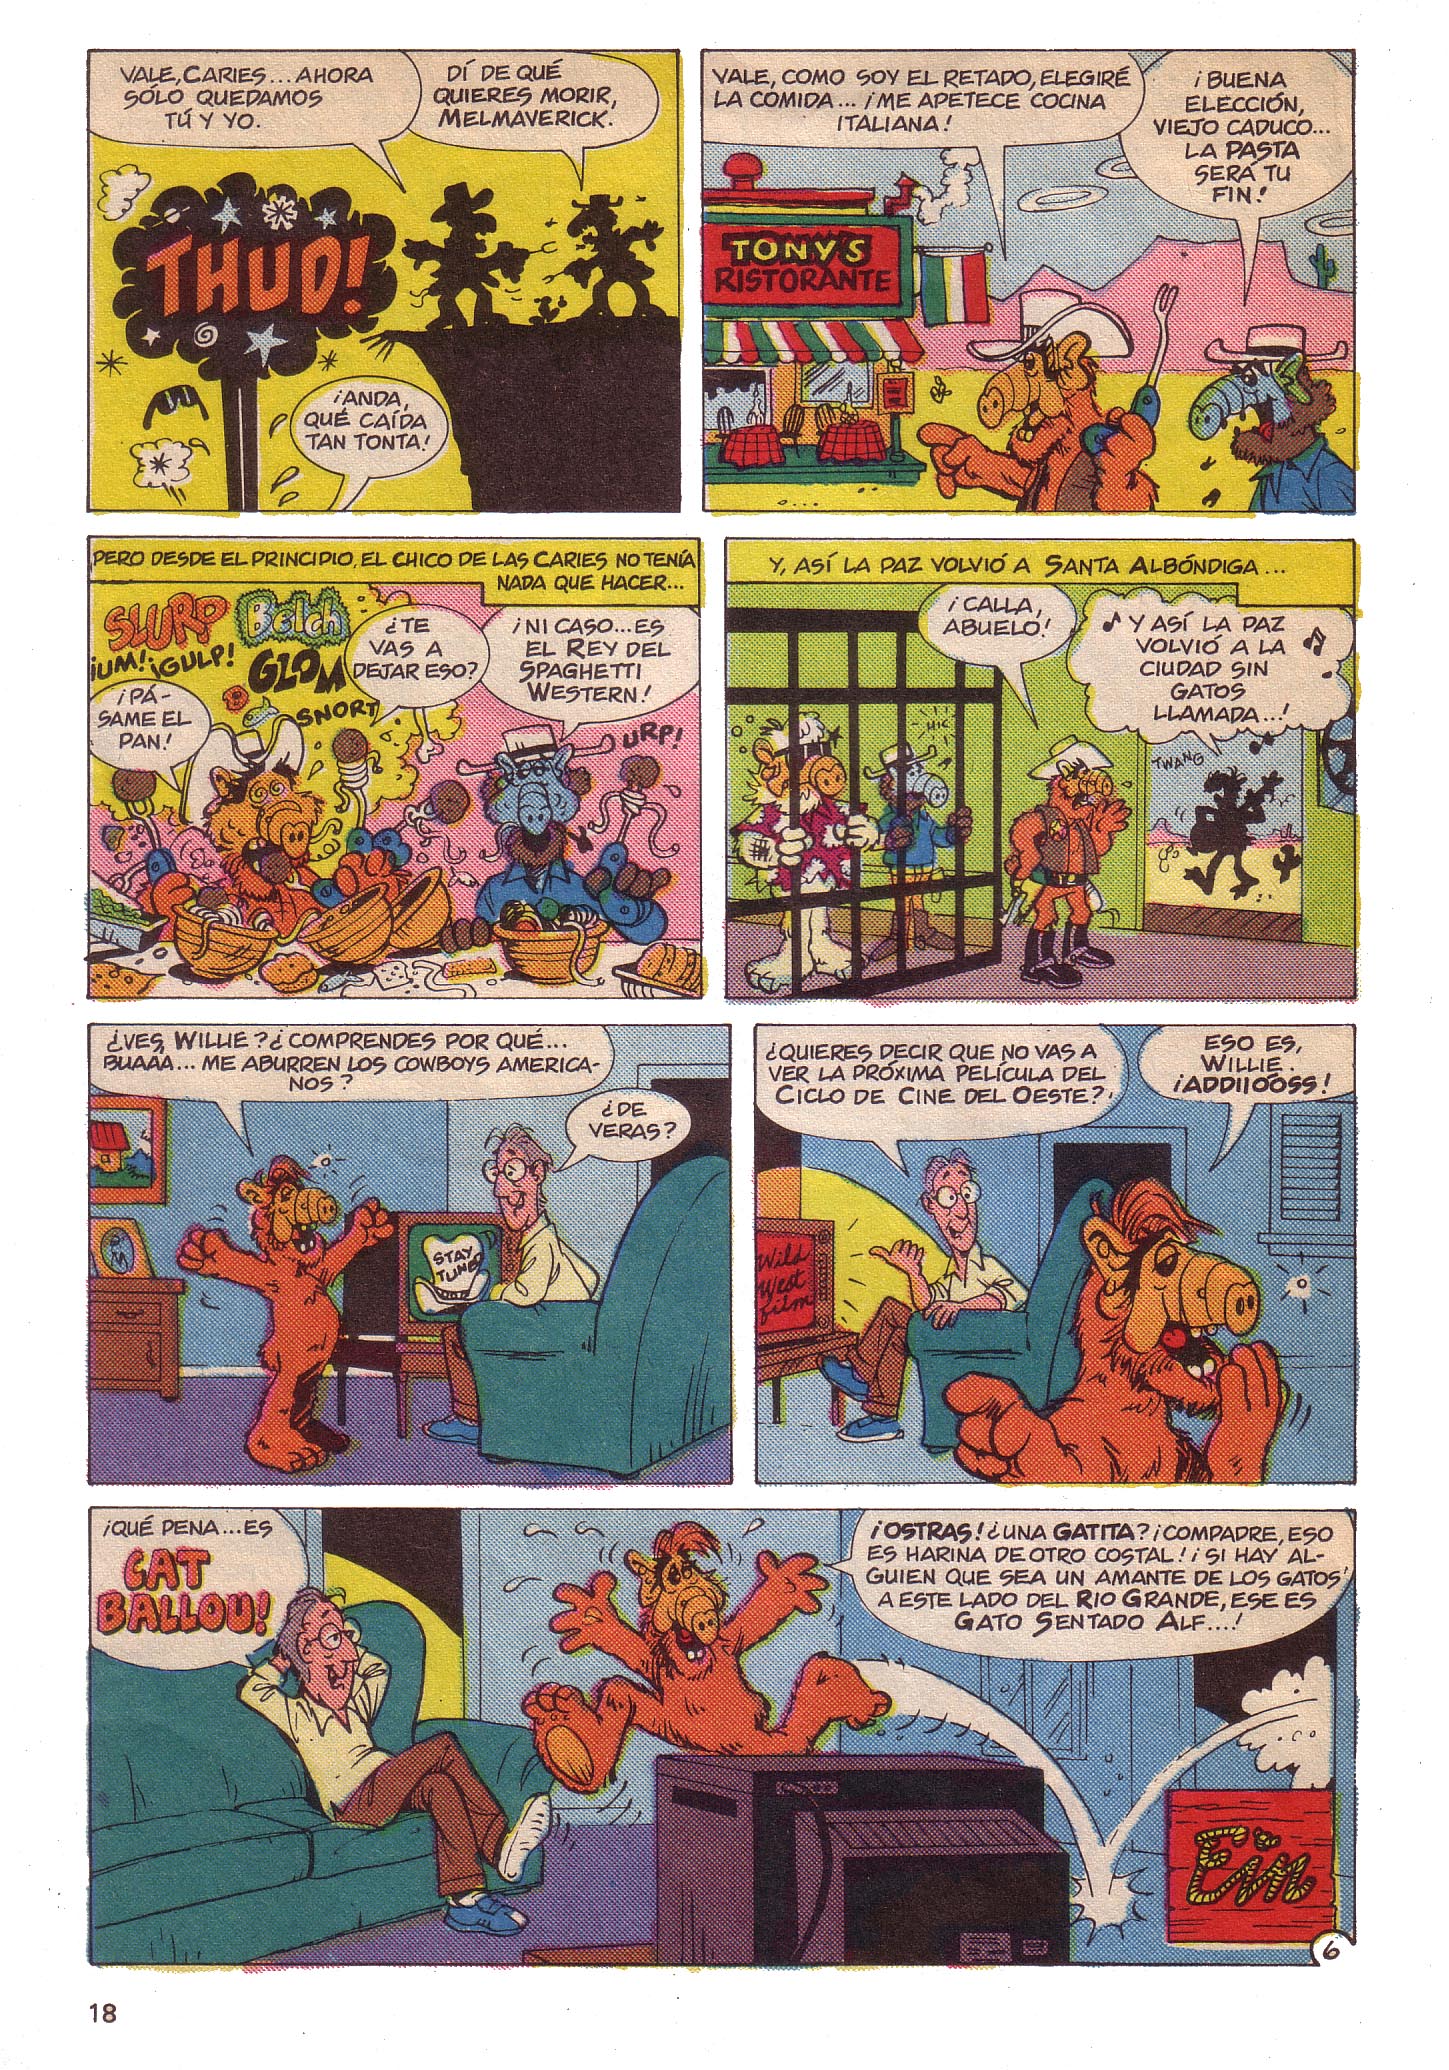 VALE, CARIES... AHORA
SÓLO QUEDAMOS
TÚ Y YO.
DÍ DE QUÉ
QUIERES MORIR,
MELMAVERICK.
THUD!
¡ANDA,
QUÉ CAÍDA
TAN TONTA!
VALE, COMO SOY EL RETADO, ELEGIRÉ
LA COMIDA... ¡ME APETECE COCINA
ITALIANA!
¡BUENA
ELECCIÓN,
VIEJO CADUCO...
LA PASTA
SERÁ TU
FIN!
TONY'S
RISTORANTE
PERO DESDE EL PRINCIPIO, EL CHICO DE LAS CARIES NO TENÍA
NADA QUE HACER...
SLURP
Belch
¡UM!
¡GULP!
GLOM
SNORT
¿TE
VAS A
DEJAR ESO?
¡NI CASO... ES
EL REY DEL
SPAGHETTI
WESTERN!
¡PÁ-
SAME EL
PAN!
URP!
Y, ASÍ LA PAZ VOLVIÓ A SANTA ALBÓNDIGA...
¡CALLA,
ABUELO!
Y ASÍ LA PAZ
VOLVIÓ A LA
CIUDAD SIN
GATOS
LLAMADA...!
HIC
TWANG
¿VES, WILLIE? ¿COMPRENDES POR QUÉ...
BUAAA... ME ABURREN LOS COWBOYS AMERICA-
NOS?
¿DE
VERAS?
STAY
TUNED
¿QUIERES DECIR QUE NO VAS A
VER LA PRÓXIMA PELÍCULA DEL
CICLO DE CINE DEL OESTE?
ESO ES,
WILLIE.
¡ADDIIOÓSS!
Wild
West
film
¡QUÉ PENA... ES
CAT
BALLOU!
¡OSTRAS! ¿UNA GATITA? ¡COMPADRE, ESO
ES HARINA DE OTRO COSTAL! ¡SI HAY AL-
GUIEN QUE SEA UN AMANTE DE LOS GATOS
A ESTE LADO DEL RIO GRANDE, ESE ES
GATO SENTADO ALF....!
Fin
6
18